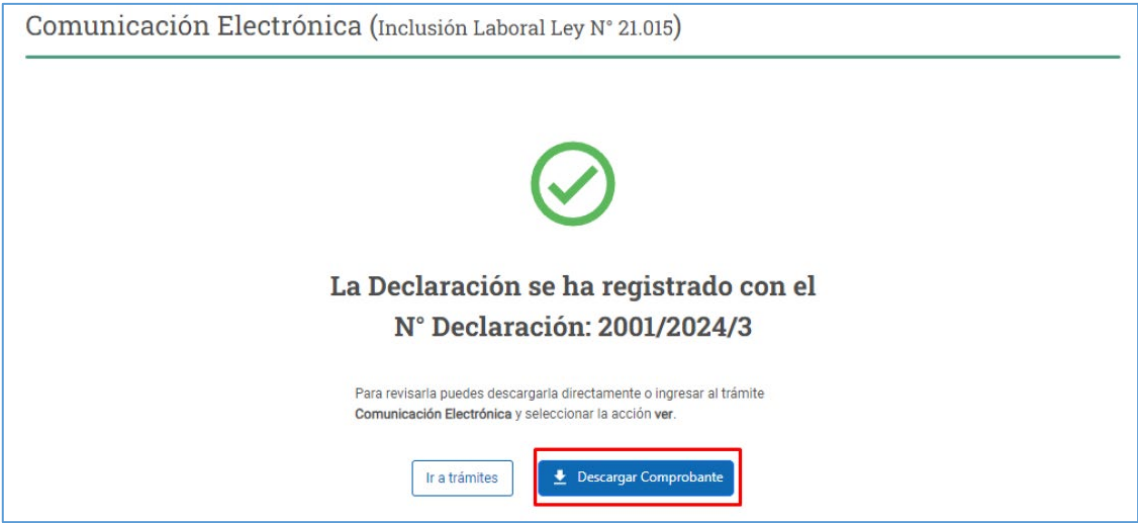 Comunicación Electrónica (Inclusión Laboral Ley N° 21.015)
La Declaración se ha registrado con el
N° Declaración: 2001/2024/3
Para revisarla puedes descargarla directamente o ingresar al trámite
Comunicación Electrónica y seleccionar la acción ver.
Ir a trámites
Descargar Comprobante